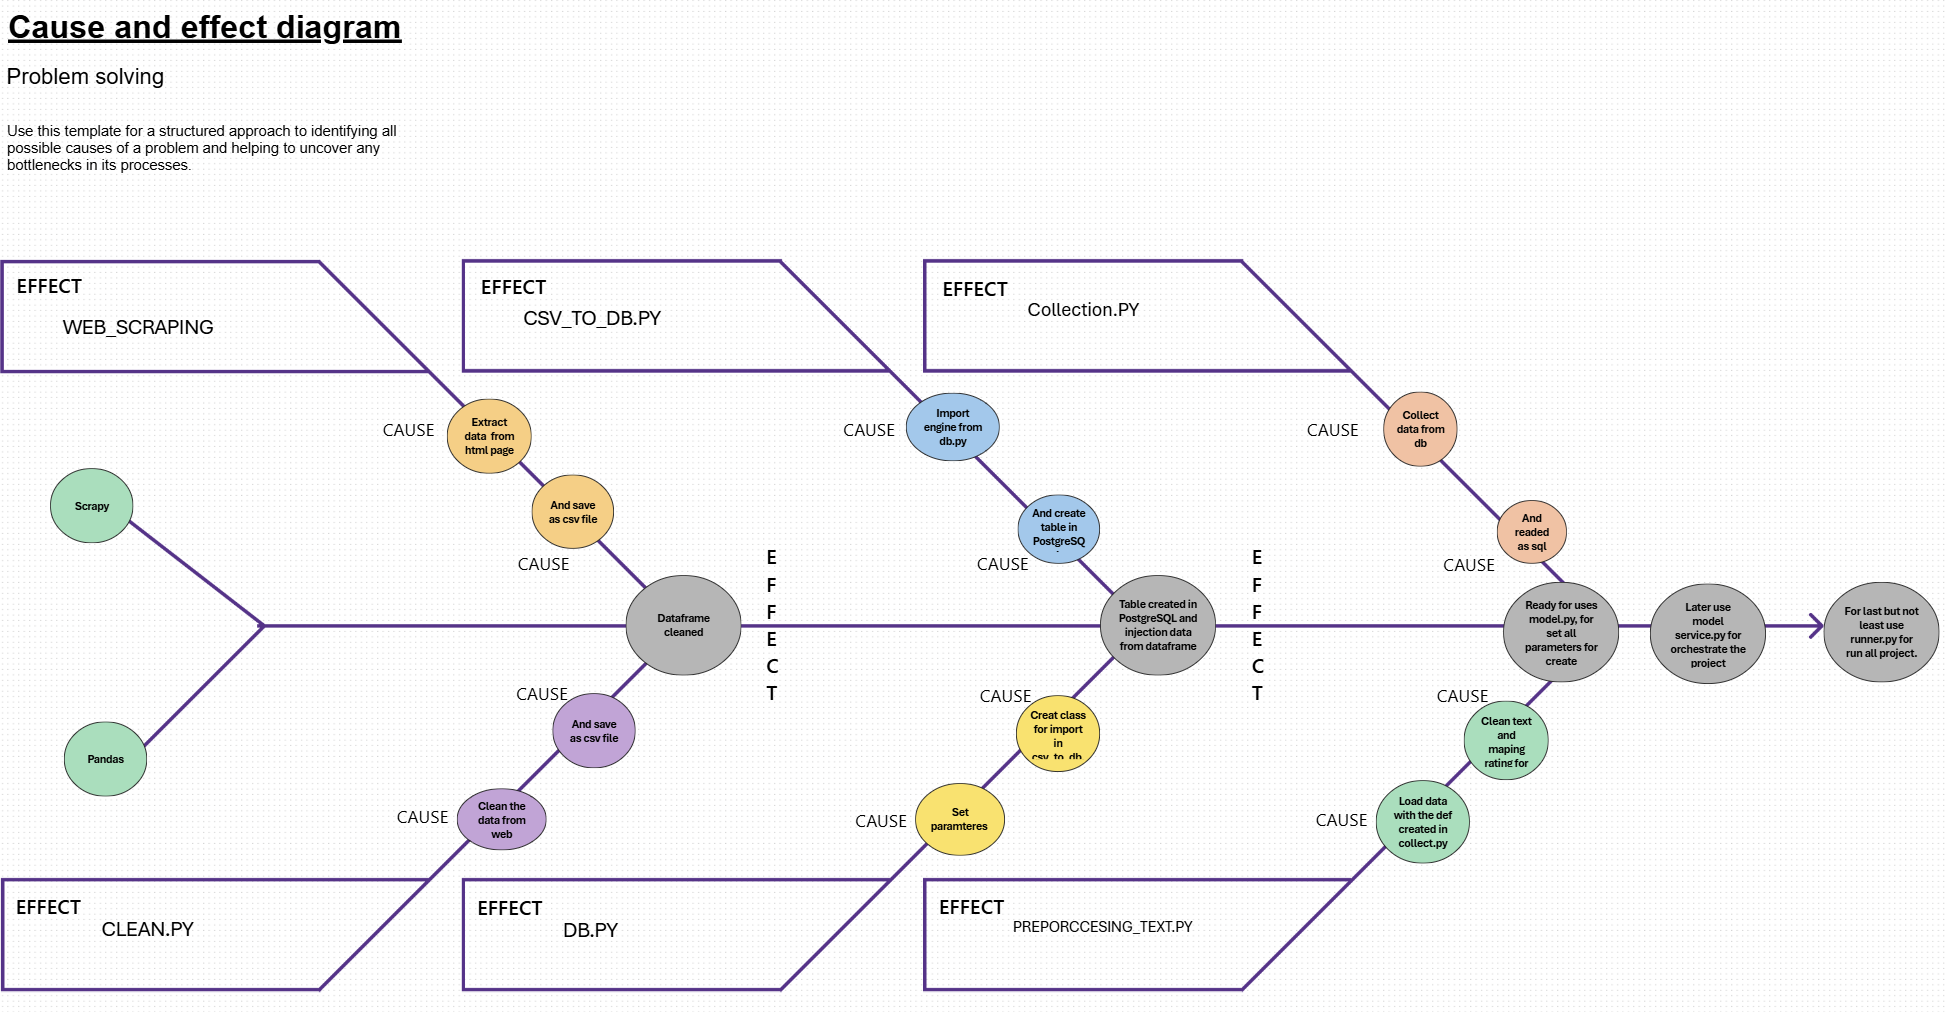 Cause and effect diagram
Problem solving
Use this template for a structured approach to identifying all
possible causes of a problem and helping to uncover any
bottlenecks in its processes.
EFFECT
WEB_SCRAPING
EFFECT
CSV_TO_DB.PY
EFFECT
Collection.PY
CAUSE
Extract
data from
html page
CAUSE
Import
engine from
db.py
CAUSE
Collect
data from
db
Scrapy
And save
as csv file
CAUSE
And create
table in
PostgreSQ
CAUSE
And
readed
as sql
CAUSE
E
F
F
E
C
T
E
F
F
E
C
T
Dataframe
cleaned
Table created in
PostgreSQL and
injection data
from dataframe
Ready for uses
model.py, for
set all
parameters for
create
Later use
model
service.py for
orchestrate the
project
For last but not
least use
runner.py for
run all project.
CAUSE
And save
as csv file
CAUSE
Creat class
for import
in
csv_to_db
CAUSE
Clean text
and
maping
rating for
Pandas
CAUSE
Clean the
data from
web
CAUSE
Set
paramteres
CAUSE
Load data
with the def
created in
collect.py
EFFECT
CLEAN.PY
EFFECT
DB.PY
EFFECT
PREPORCCESING_TEXT.PY